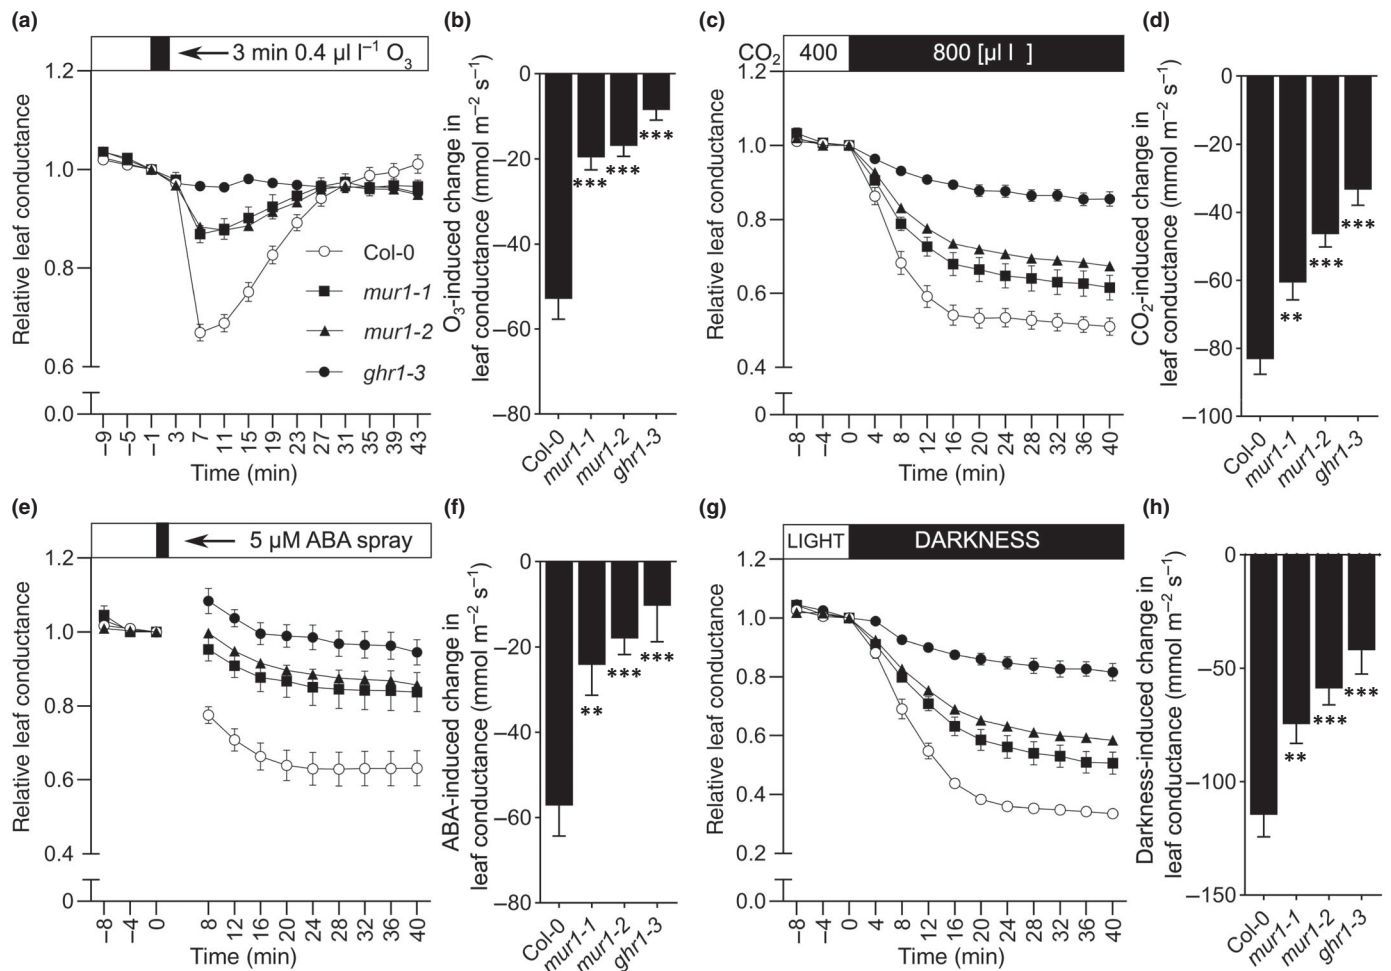 (a)
3 min 0.4 µl l⁻¹ O₃
1.2
1.0
0.8
0.6
0.0
Relative leaf conductance
Col-0
mur1-1
mur1-2
ghr1-3
−9 −5 −1 3 7 11 15 19 23 27 31 35 39 43
Time (min)
(b)
0
−20
−40
−60
−80
O₃-induced change in
leaf conductance (mmol m⁻² s⁻¹)
*** *** ***
Col-0 mur1-1 mur1-2 ghr1-3
(c)
CO₂ 400 800 [µl l ]
1.2
1.0
0.8
0.6
0.4
0
Relative leaf conductance
−8 −4 0 4 8 12 16 20 24 28 32 36 40
Time (min)
(d)
0
−20
−40
−60
−80
−100
CO₂-induced change in
leaf conductance (mmol m⁻² s⁻¹)
** *** ***
Col-0 mur1-1 mur1-2 ghr1-3
(e)
5 µM ABA spray
1.2
1.0
0.8
0.6
0.4
0
Relative leaf conductance
−8 −4 0 8 12 16 20 24 28 32 36 40
Time (min)
(f)
0
−20
−40
−60
−80
ABA-induced change in
leaf conductance (mmol m⁻² s⁻¹)
** *** ***
Col-0 mur1-1 mur1-2 ghr1-3
(g)
LIGHT DARKNESS
1.2
1.0
0.8
0.6
0.4
0.2
0.0
Relative leaf conductance
−8 −4 0 4 8 12 16 20 24 28 32 36 40
Time (min)
(h)
0
−50
−100
−150
Darkness-induced change in
leaf conductance (mmol m⁻² s⁻¹)
** *** ***
Col-0 mur1-1 mur1-2 ghr1-3